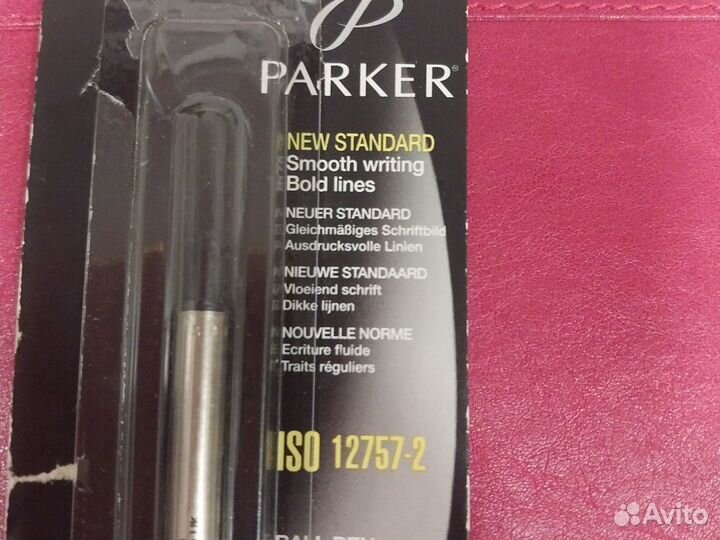 PARKER®
NEW STANDARD
Smooth writing
Bold lines
NEUER STANDARD
Gleichmäßiges Schriftbild
Ausdrucksvolle Linien
NIEUWE STANDAARD
Vloeiend schrift
Dikke lijnen
NOUVELLE NORME
Ecriture fluide
Traits réguliers
ISO 12757-2
Avito